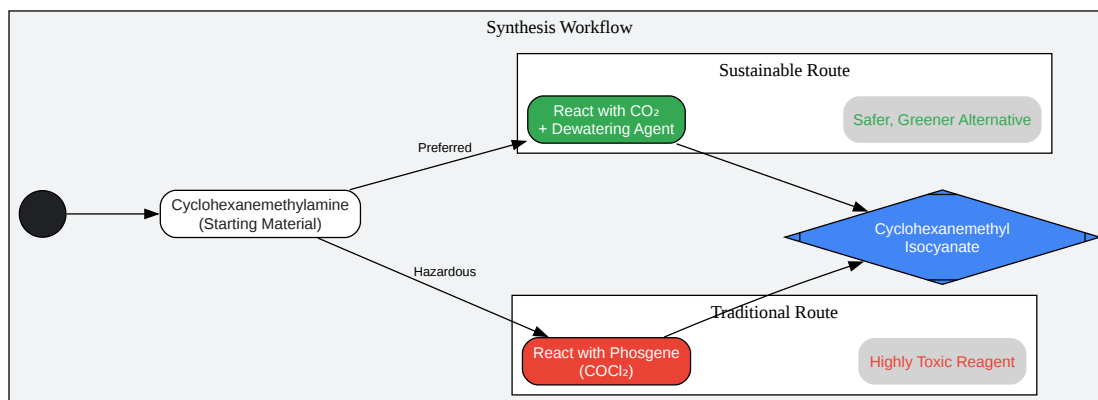 Synthesis Workflow
Sustainable Route
React with CO₂
+ Dewatering Agent
Safer, Greener Alternative
Preferred
Cyclohexanemethylamine
(Starting Material)
Cyclohexanemethyl
Isocyanate
Hazardous
Traditional Route
React with Phosgene
(COCl₂)
Highly Toxic Reagent